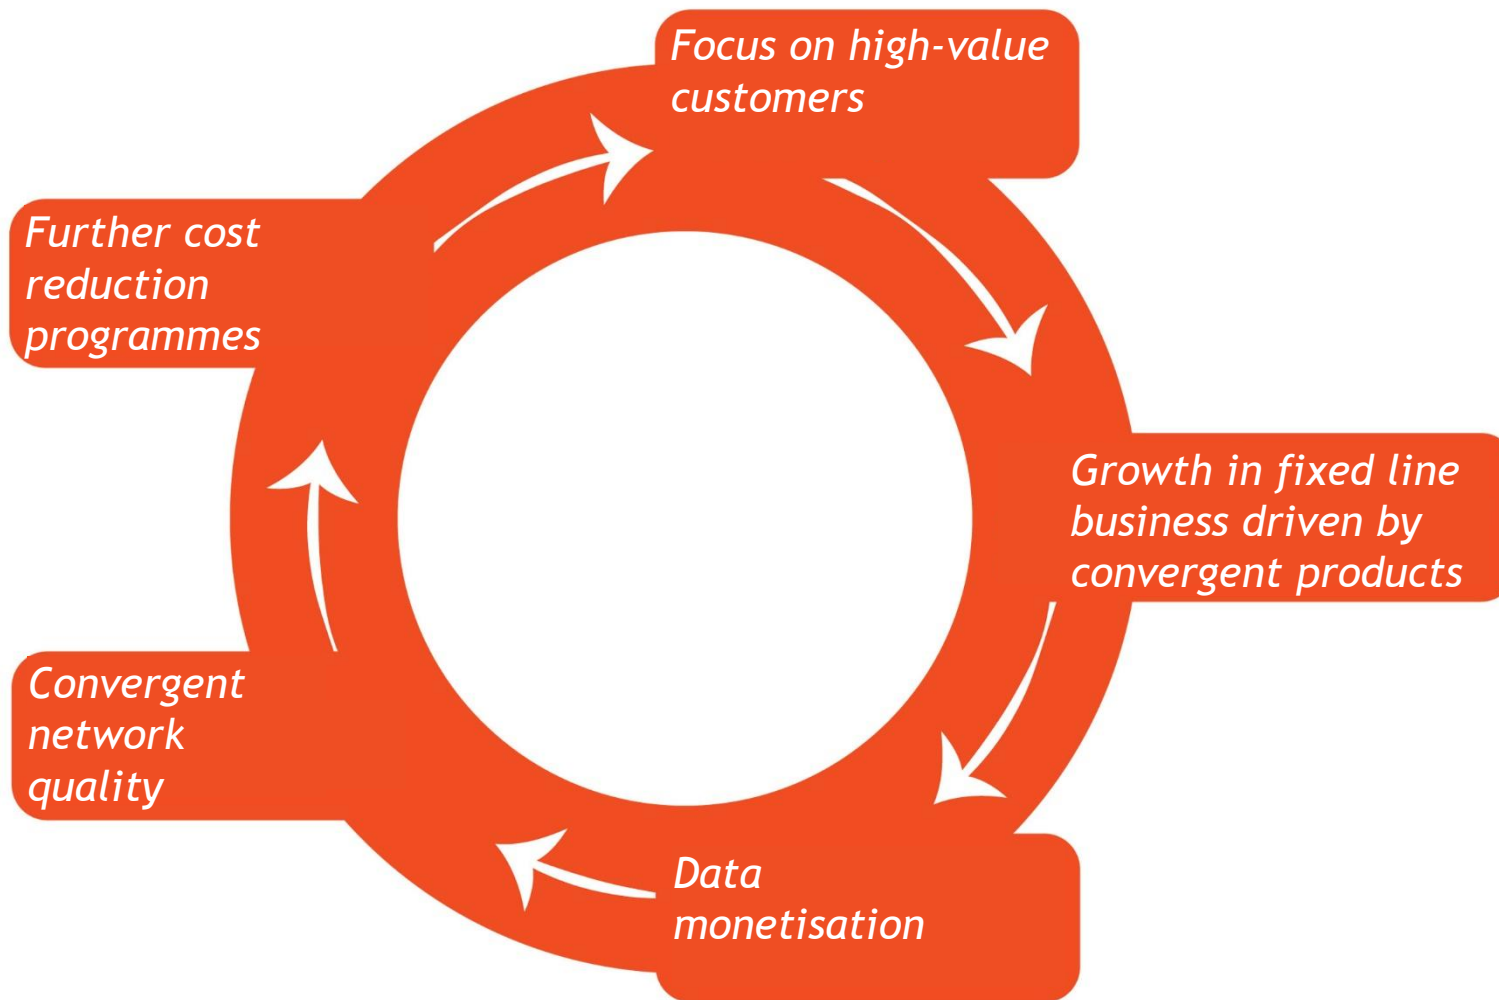 Focus on high-value
customers
Further cost
reduction
programmes
Growth in fixed line
business driven by
convergent products
Convergent
network
quality
Data
monetisation